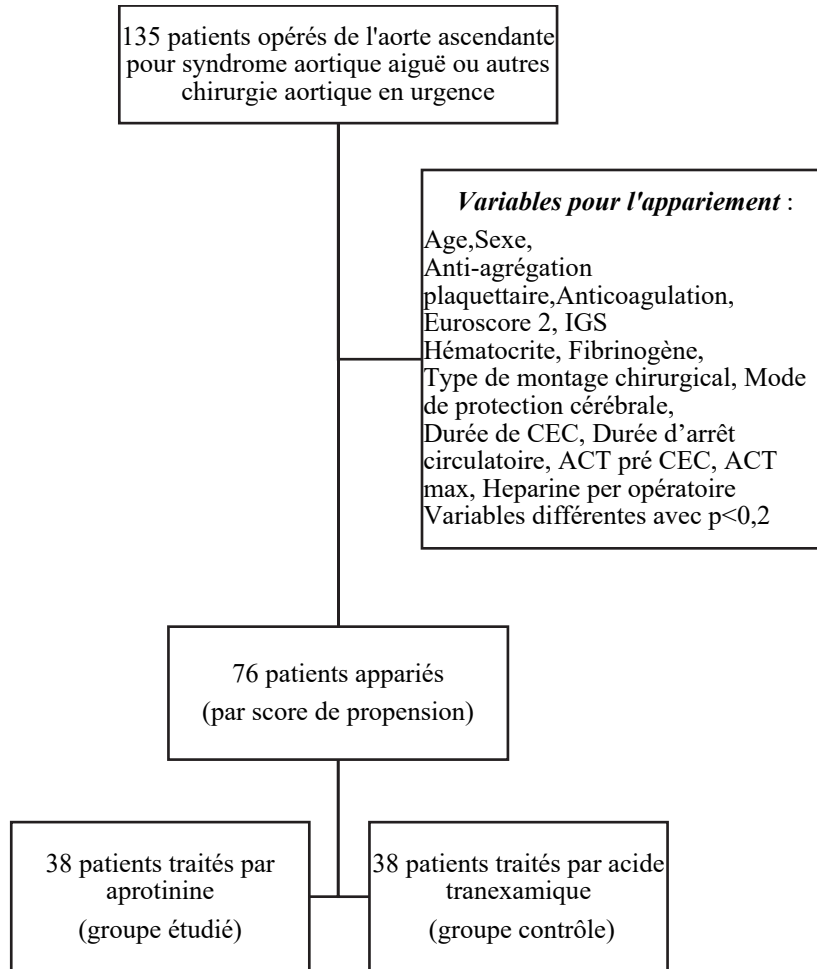 135 patients opérés de l'aorte ascendante
pour syndrome aortique aiguë ou autres
chirurgie aortique en urgence
Variables pour l'appariement :
Age,Sexe,
Anti-agrégation
plaquettaire,Anticoagulation,
Euroscore 2, IGS
Hématocrite, Fibrinogène,
Type de montage chirurgical, Mode
de protection cérébrale,
Durée de CEC, Durée d’arrêt
circulatoire, ACT pré CEC, ACT
max, Heparine per opératoire
Variables différentes avec p<0,2
76 patients appariés
(par score de propension)
38 patients traités par
aprotinine
(groupe étudié)
38 patients traités par acide
tranexamique
(groupe contrôle)